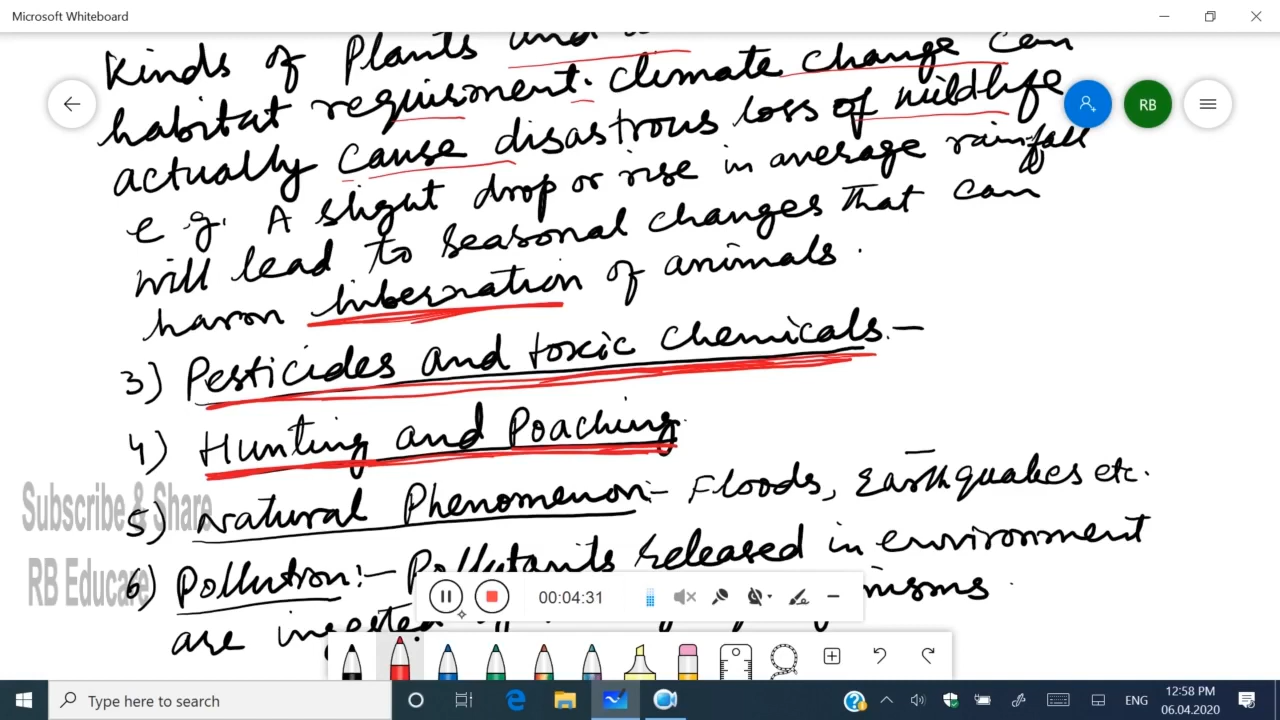 Microsoft Whiteboard
Kinds of Plants and
habitat requirsment. climate change can
actually cause disastrous loss of wildlife
e g. A slight drop or rise in average rainfall
will lead to seasonal changes that can
harm hibernation of animals.
3) Pesticides and toxic Chemicals. -
4) Hunting and Poaching.
5) Natural Phenomenon:- Floods, Earthquakes etc.
6) Pollution:- Pollutants released in environment
are ingested
Subscribe & Share
RB Educare
RB
00:04:31
Type here to search
ENG
12:58 PM
06.04.2020